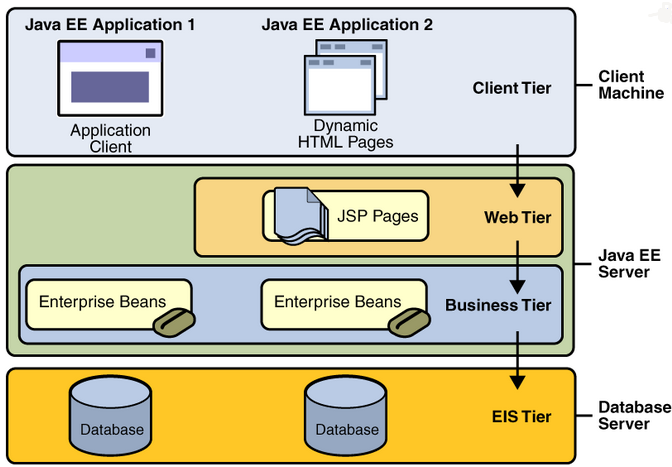 Java EE Application 1
Java EE Application 2
Application
Client
Dynamic
HTML Pages
Client Tier
Client
Machine
JSP Pages
Web Tier
Java EE
Server
Enterprise Beans
Enterprise Beans
Business Tier
Database
Database
EIS Tier
Database
Server